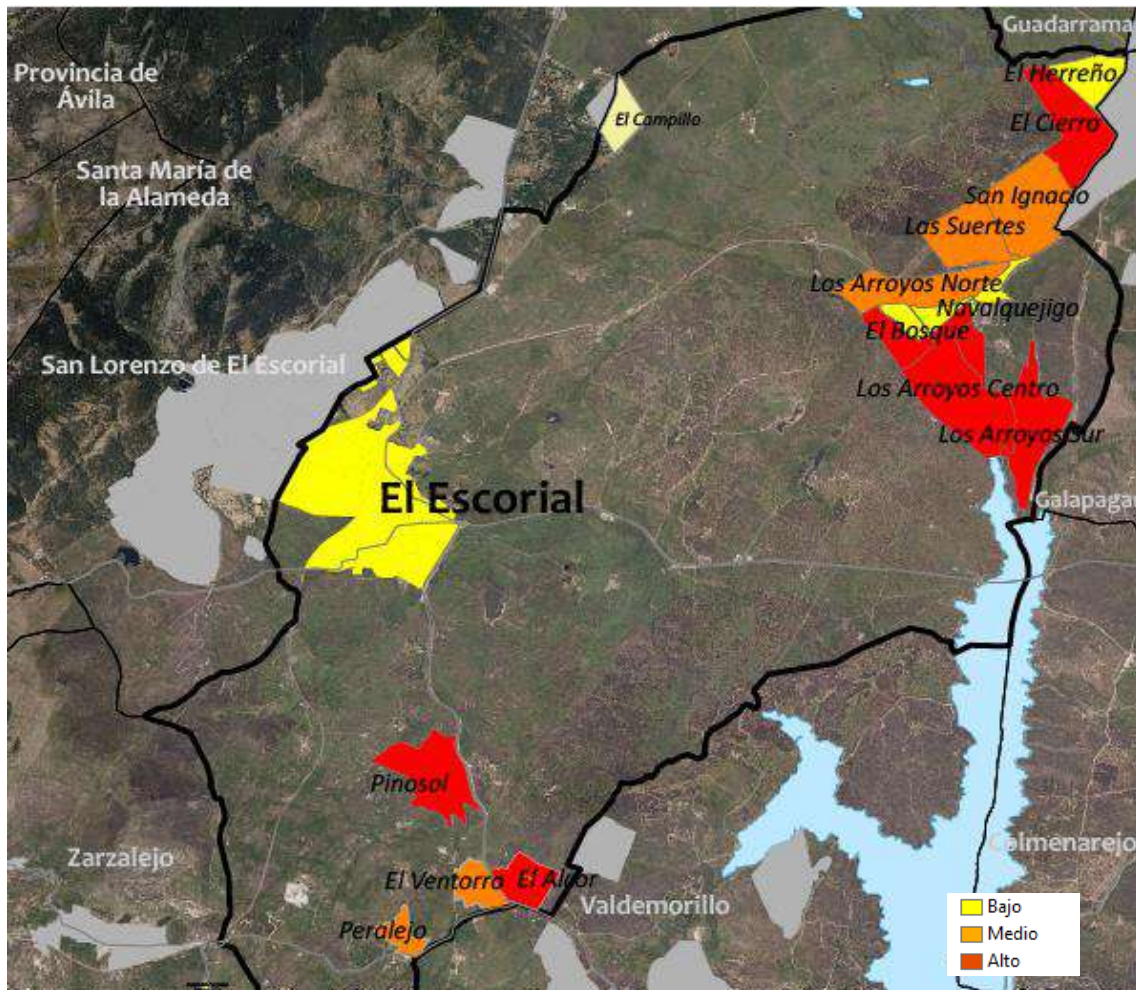 Guadarrama
Provincia de
Ávila
El Herreño
El Campillo
El Cierro
Santa María de
la Alameda
San Ignacio
Las Suertes
Los Arroyos Norte
Navalquejigo
El Bosque
San Lorenzo de El Escorial
Los Arroyos Centro
Los Arroyos Sur
El Escorial
Galapagar
Pinosol
Zarzalejo
Colmenarejo
El Ventorro
El Alcor
Valdemorillo
Peralejo
Bajo
Medio
Alto